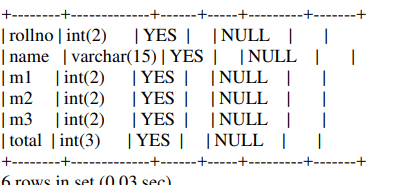 +--------+-------------+------+-----+---------+-------+
| rollno | int(2) | YES | | NULL | |
| name | varchar(15) | YES | | NULL | |
| m1 | int(2) | YES | | NULL | |
| m2 | int(2) | YES | | NULL | |
| m3 | int(2) | YES | | NULL | |
| total | int(3) | YES | | NULL | |
+--------+-------------+------+-----+---------+-------+
6 rows in set (0.03 sec)